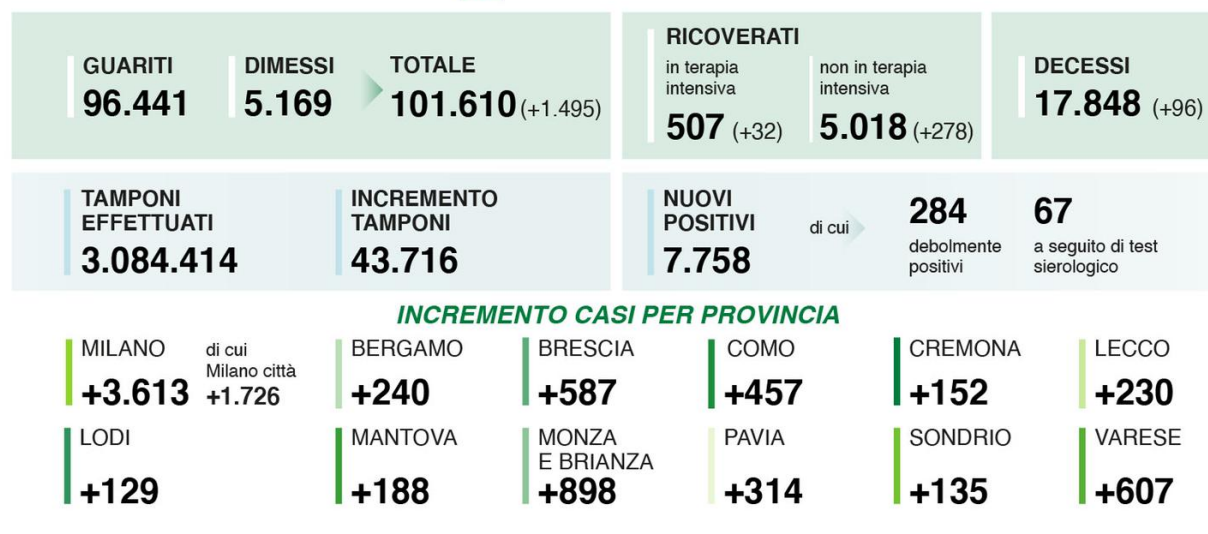 GUARITI
96.441
DIMESSI
5.169
TOTALE
101.610 (+1.495)
RICOVERATI
in terapia
intensiva
507 (+32)
non in terapia
intensiva
5.018 (+278)
DECESSI
17.848 (+96)
TAMPONI
EFFETTUATI
3.084.414
INCREMENTO
TAMPONI
43.716
NUOVI
POSITIVI
7.758
di cui
284
debolmente
positivi
67
a seguito di test
sierologico
INCREMENTO CASI PER PROVINCIA
MILANO
+3.613
di cui
Milano città
+1.726
BERGAMO
+240
BRESCIA
+587
COMO
+457
CREMONA
+152
LECCO
+230
LODI
+129
MANTOVA
+188
MONZA
E BRIANZA
+898
PAVIA
+314
SONDRIO
+135
VARESE
+607